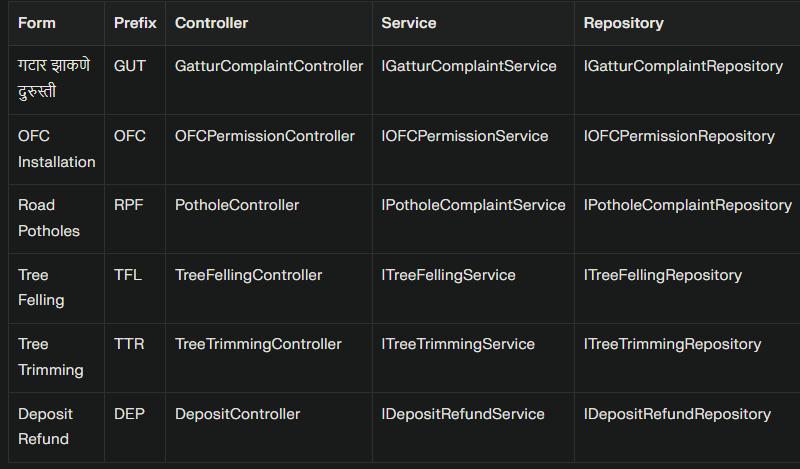 Form Prefix Controller Service Repository
गटार झाकणे GUT GatturComplaintController IGatturComplaintService IGatturComplaintRepository
दुरुस्ती
OFC OFC OFCPermissionController IOFCPermissionService IOFCPermissionRepository
Installation
Road RPF PotholeController IPotholeComplaintService IPotholeComplaintRepository
Potholes
Tree TFL TreeFellingController ITreeFellingService ITreeFellingRepository
Felling
Tree TTR TreeTrimmingController ITreeTrimmingService ITreeTrimmingRepository
Trimming
Deposit DEP DepositController IDepositRefundService IDepositRefundRepository
Refund